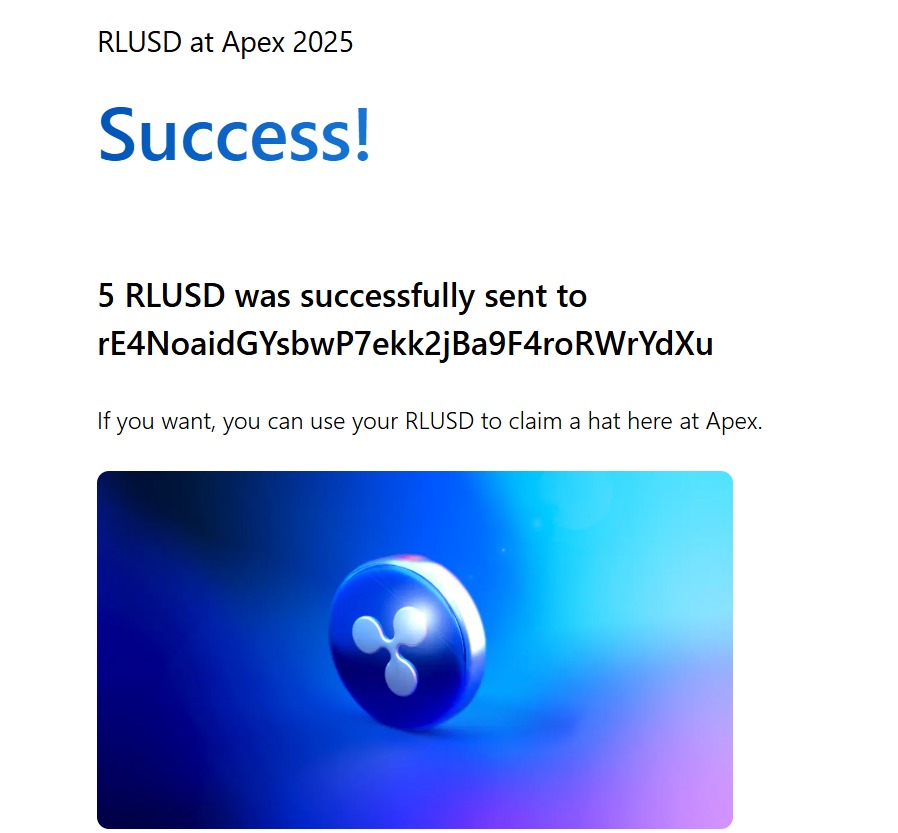 RLUSD at Apex 2025
Success!
5 RLUSD was successfully sent to
rE4NoaidGYsbwP7ekk2jBa9F4roRWrYdXu
If you want, you can use your RLUSD to claim a hat here at Apex.